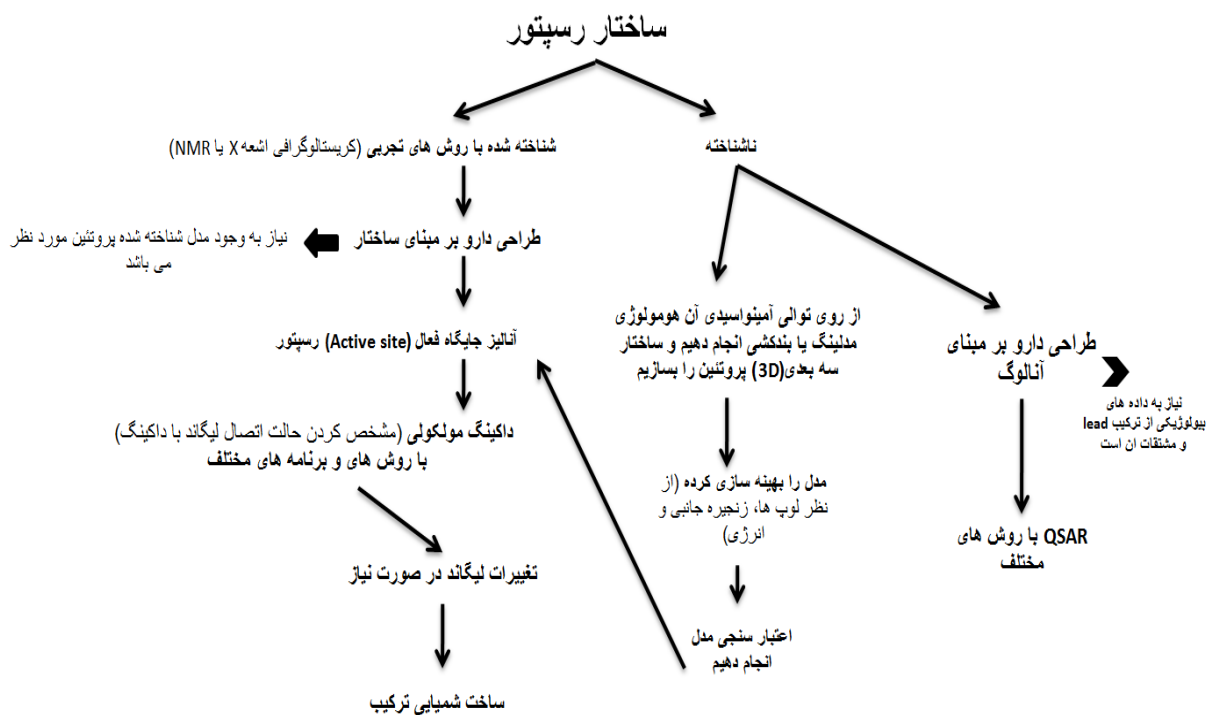 ساختار رسپتور
شناخته شده با روش های تجربی (کریستالوگرافی اشعه X یا NMR)
ناشناخته
طراحی دارو بر مبنای ساختار
نیاز به وجود مدل شناخته شده پروتئین مورد نظر
می باشد
آنالیز جایگاه فعال (Active site) رسپتور
داکینگ مولکولی (مشخص کردن حالت اتصال لیگاند با داکینگ)
با روش های و برنامه های مختلف
تغییرات لیگاند در صورت نیاز
ساخت شمیایی ترکیب
از روی توالی آمینواسیدی آن هومولوژی
مدلینگ یا بندکشی انجام دهیم و ساختار
سه بعدی(3D) پروتئین را بسازیم
مدل را بهینه سازی کرده (از
نظر لوپ ها، زنجیره جانبی و
انرژی)
اعتبار سنجی مدل
انجام دهیم
طراحی دارو بر مبنای
آنالوگ
نیاز به داده های
بیولوژیکی از ترکیب lead
و مشتقات ان است
QSAR با روش های
مختلف